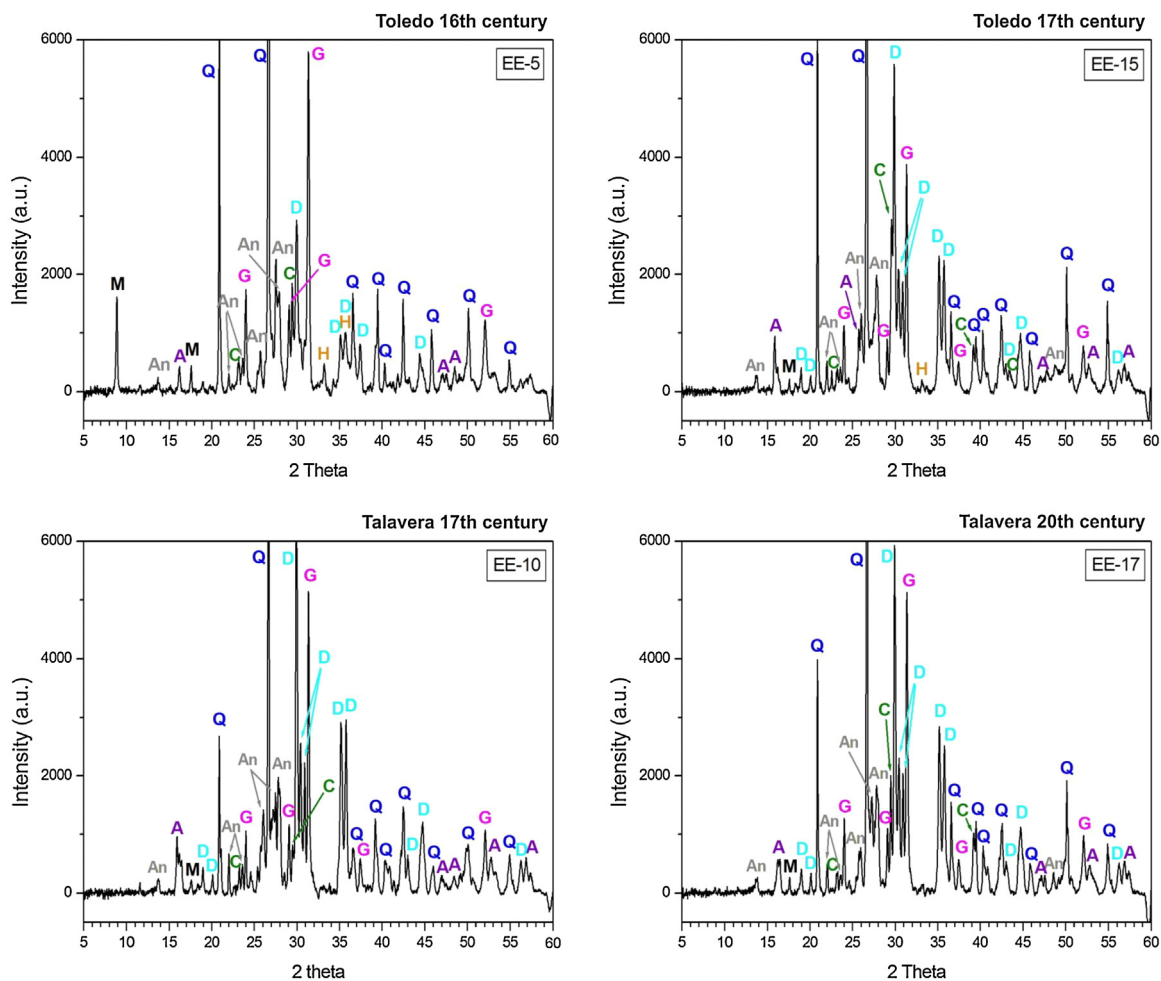 Toledo 16th century
EE-5
Intensity (a.u.)
6000
4000
2000
0
Q Q G
D
An An C G
M G Q Q Q Q G
An A M C An D D H H Q D Q A A Q
5 10 15 20 25 30 35 40 45 50 55 60
2 Theta
Toledo 17th century
EE-15
Intensity (a.u.)
6000
4000
2000
0
Q Q D
G
C D
D D Q
An An
A G G Q Q Q Q D Q
A An M D D An C G C H D C Q A An G A D A
5 10 15 20 25 30 35 40 45 50 55 60
2 Theta
Talavera 17th century
EE-10
Intensity (a.u.)
6000
4000
2000
0
Q D G
D
D D
Q An An C
A An G G Q Q D
An M D D C Q G Q D Q A A Q G A Q D A
5 10 15 20 25 30 35 40 45 50 55 60
2 theta
Talavera 20th century
EE-17
Intensity (a.u.)
6000
4000
2000
0
Q D G
Q D
C D D
An An G Q C Q Q D Q
A An M D D An C An G G Q D Q A An G A Q D A
5 10 15 20 25 30 35 40 45 50 55 60
2 Theta